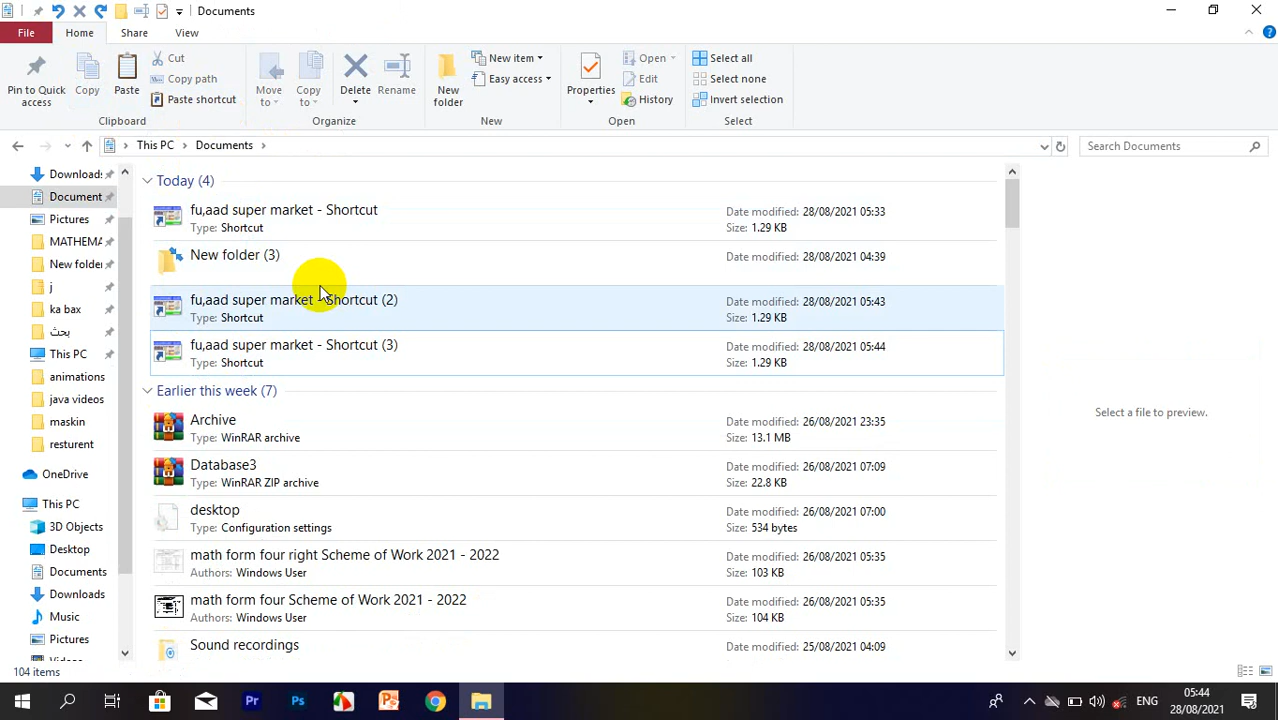 Documents
File Home Share View
Pin to Quick access
Copy
Paste
Cut
Copy path
Paste shortcut
Clipboard
Move to
Copy to
Delete
Rename
Organize
New folder
New item
Easy access
New
Properties
Open
Edit
History
Open
Select all
Select none
Invert selection
Select
This PC > Documents >
Search Documents
Downloads
Document
Pictures
MATHEMA
New folder
j
ka bax
بحث
This PC
animations
java videos
maskin
resturent
OneDrive
This PC
3D Objects
Desktop
Documents
Downloads
Music
Pictures
Videos
Today (4)
fu,aad super market - Shortcut
Type: Shortcut
Date modified: 28/08/2021 05:33
Size: 1.29 KB
New folder (3)
Date modified: 28/08/2021 04:39
fu,aad super market - Shortcut (2)
Type: Shortcut
Date modified: 28/08/2021 05:43
Size: 1.29 KB
fu,aad super market - Shortcut (3)
Type: Shortcut
Date modified: 28/08/2021 05:44
Size: 1.29 KB
Earlier this week (7)
Archive
Type: WinRAR archive
Date modified: 26/08/2021 23:35
Size: 13.1 MB
Database3
Type: WinRAR ZIP archive
Date modified: 26/08/2021 07:09
Size: 22.8 KB
desktop
Type: Configuration settings
Date modified: 26/08/2021 07:00
Size: 534 bytes
math form four right Scheme of Work 2021 - 2022
Authors: Windows User
Date modified: 26/08/2021 05:35
Size: 103 KB
math form four Scheme of Work 2021 - 2022
Authors: Windows User
Date modified: 26/08/2021 05:35
Size: 104 KB
Sound recordings
Date modified: 25/08/2021 04:09
Select a file to preview.
104 items
Pr
Ps
ENG
05:44
28/08/2021